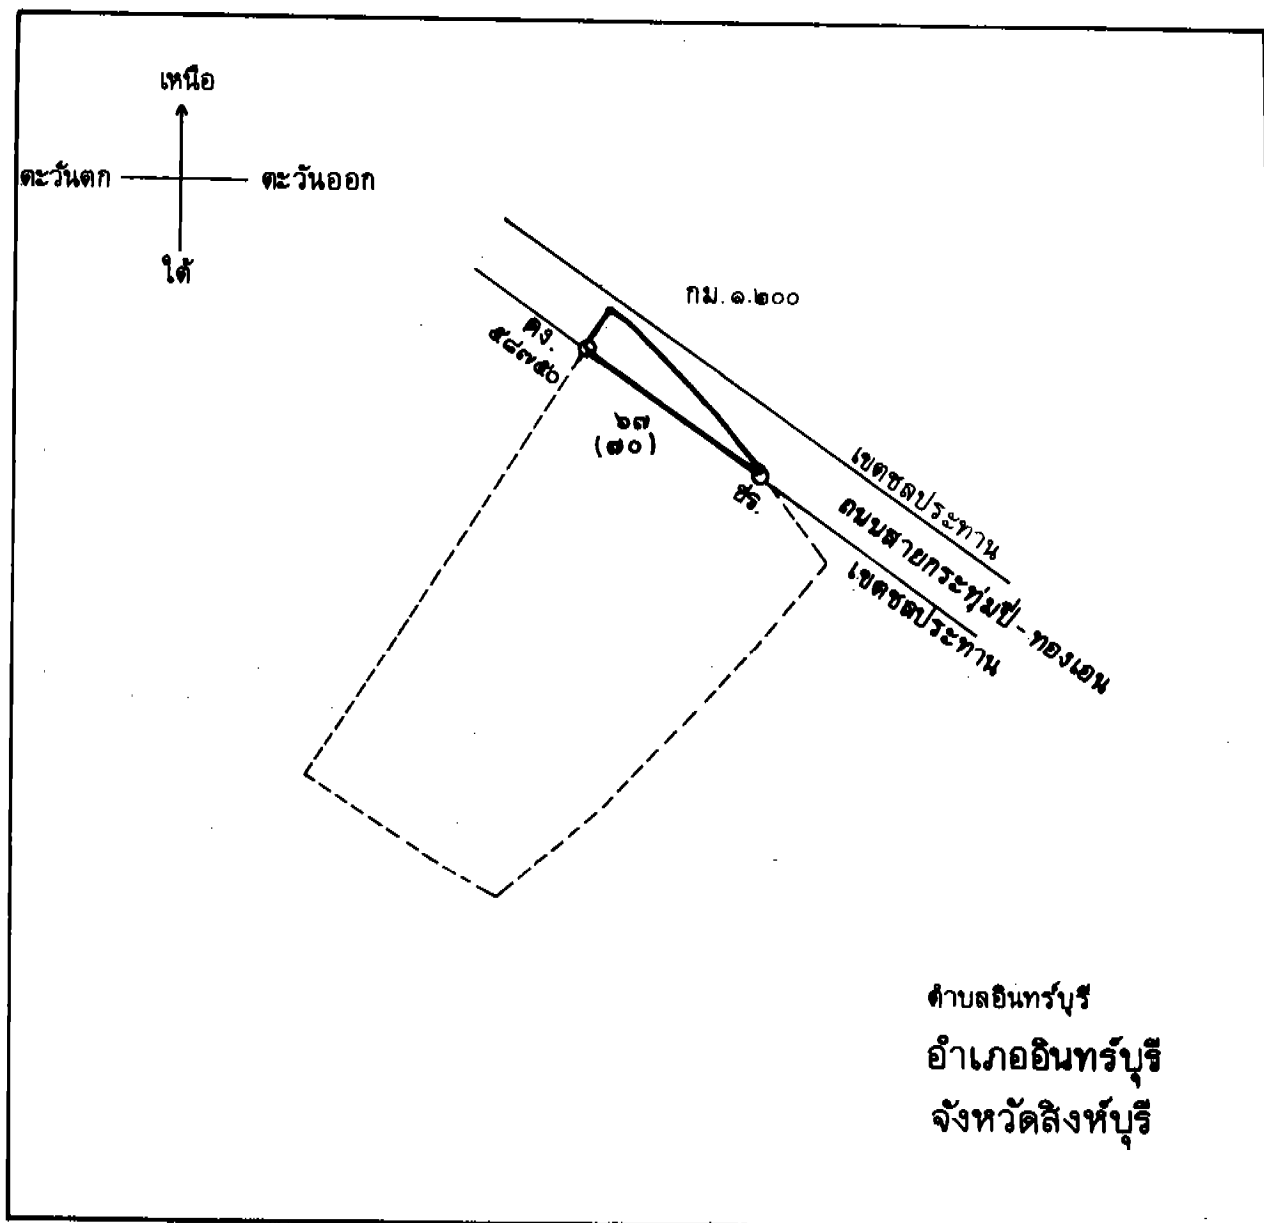 เหนือ
ตะวันตก
ตะวันออก
ใต้
กม. ๑.๒๐๐
คง.
๕๘๗๕๖
๖๗
(๗๐)
ฮร.
เขตชลประทาน
ถนนสายกระทุ่มปี่-ทองเอน
เขตชลประทาน
ตำบลอินทร์บุรี
อำเภออินทร์บุรี
จังหวัดสิงห์บุรี